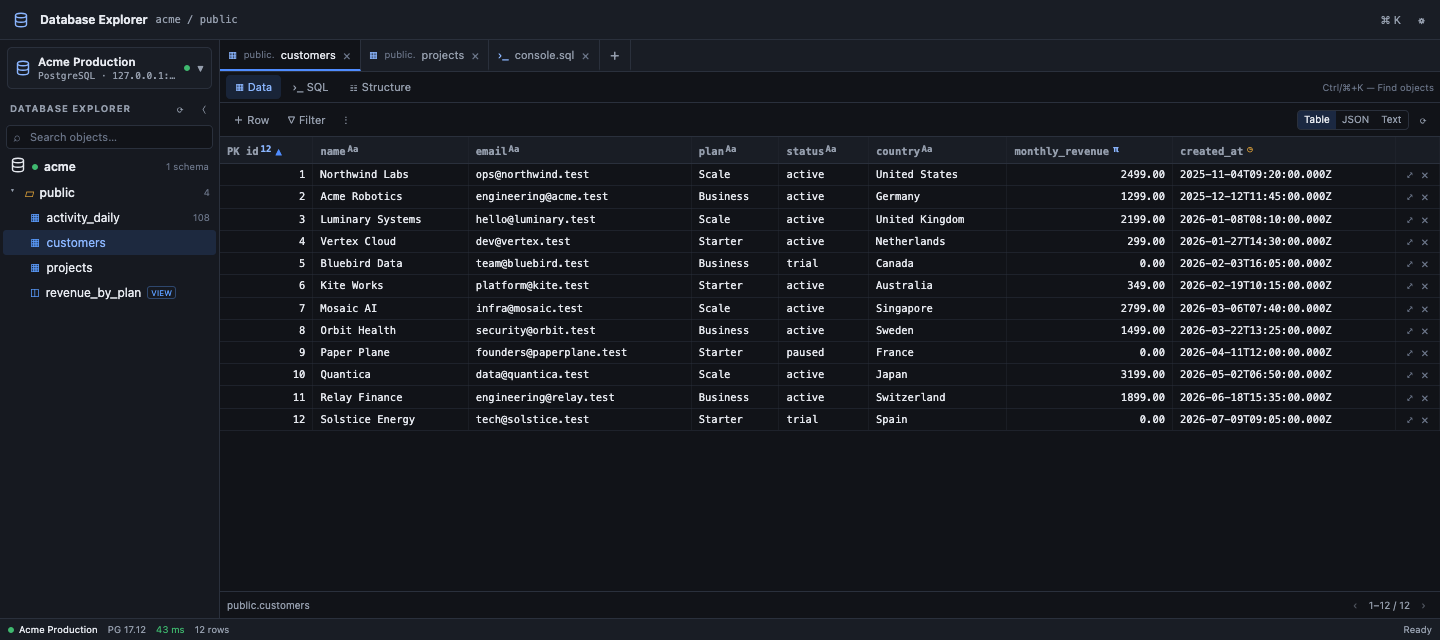 Database Explorer acme / public ⌘ K
Acme Production
PostgreSQL · 127.0.0.1:…
DATABASE EXPLORER
Search objects…
acme 1 schema
public 4
activity_daily 108
customers
projects
revenue_by_plan VIEW
public. customers × public. projects × ›_ console.sql × +
Data ›_ SQL Structure Ctrl/⌘+K — Find objects
+ Row Filter ⋮ Table JSON Text
PK id 12 ▲ name Aa email Aa plan Aa status Aa country Aa monthly_revenue π created_at
1 Northwind Labs ops@northwind.test Scale active United States 2499.00 2025-11-04T09:20:00.000Z
2 Acme Robotics engineering@acme.test Business active Germany 1299.00 2025-12-12T11:45:00.000Z
3 Luminary Systems hello@luminary.test Scale active United Kingdom 2199.00 2026-01-08T08:10:00.000Z
4 Vertex Cloud dev@vertex.test Starter active Netherlands 299.00 2026-01-27T14:30:00.000Z
5 Bluebird Data team@bluebird.test Business trial Canada 0.00 2026-02-03T16:05:00.000Z
6 Kite Works platform@kite.test Starter active Australia 349.00 2026-02-19T10:15:00.000Z
7 Mosaic AI infra@mosaic.test Scale active Singapore 2799.00 2026-03-06T07:40:00.000Z
8 Orbit Health security@orbit.test Business active Sweden 1499.00 2026-03-22T13:25:00.000Z
9 Paper Plane founders@paperplane.test Starter paused France 0.00 2026-04-11T12:00:00.000Z
10 Quantica data@quantica.test Scale active Japan 3199.00 2026-05-02T06:50:00.000Z
11 Relay Finance engineering@relay.test Business active Switzerland 1899.00 2026-06-18T15:35:00.000Z
12 Solstice Energy tech@solstice.test Starter trial Spain 0.00 2026-07-09T09:05:00.000Z
public.customers ‹ 1–12 / 12 ›
Acme Production PG 17.12 43 ms 12 rows Ready